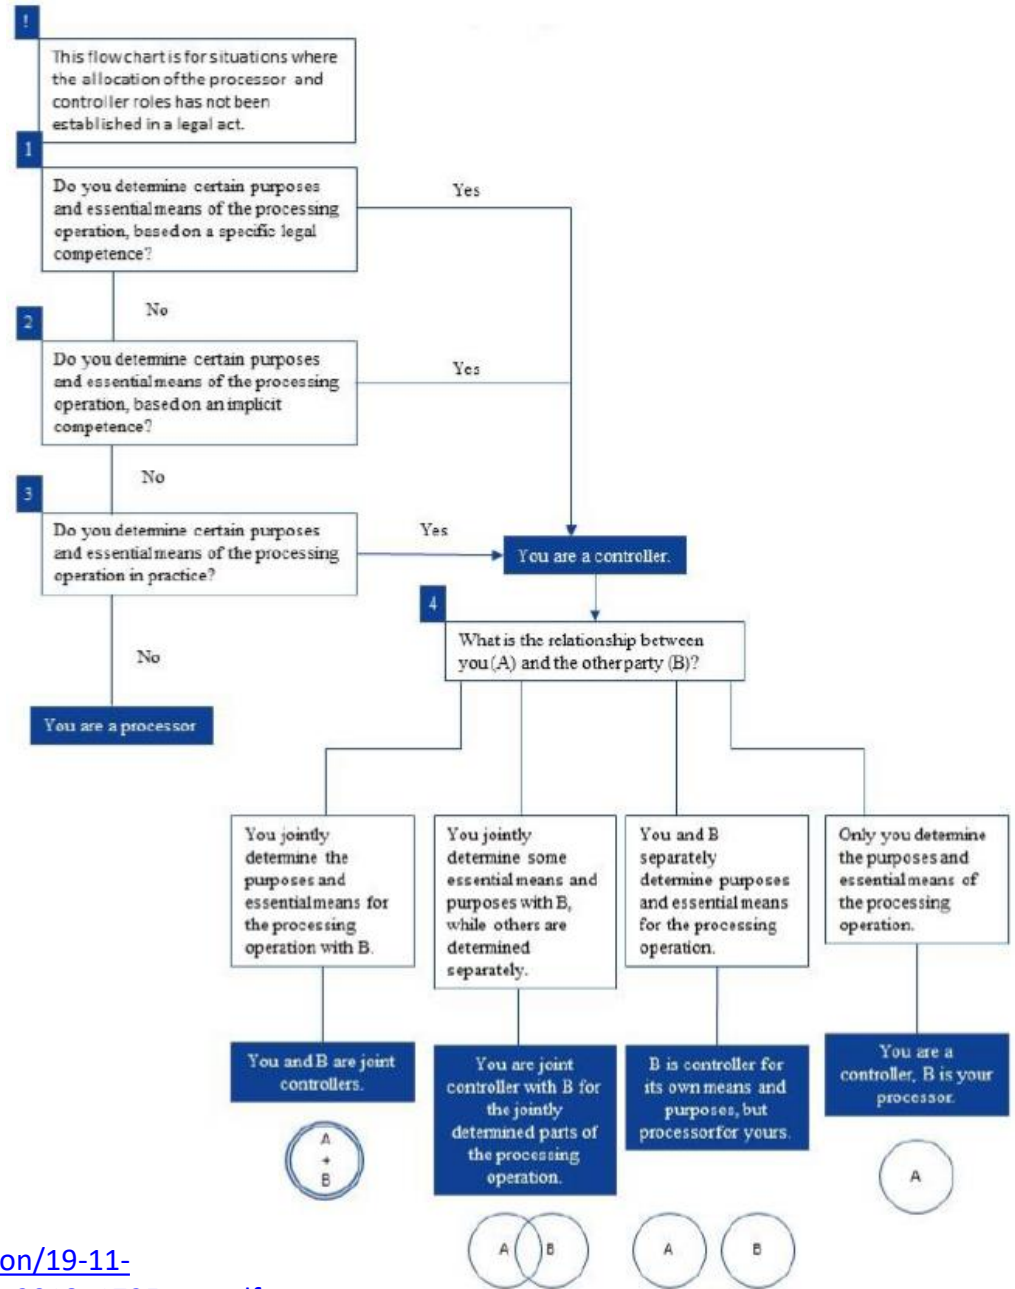 !
This flowchart is for situations where
the allocation of the processor and
controller roles has not been
established in a legal act.
1
Do you determine certain purposes
and essential means of the processing
operation, based on a specific legal
competence?
Yes
No
2
Do you determine certain purposes
and essential means of the processing
operation, based on an implicit
competence?
Yes
No
3
Do you determine certain purposes
and essential means of the processing
operation in practice?
Yes
You are a controller.
No
You are a processor
4
What is the relationship between
you (A) and the other party (B)?
You jointly
determine the
purposes and
essential means for
the processing
operation with B.
You jointly
determine some
essential means and
purposes with B,
while others are
determined
separately.
You and B
separately
determine purposes
and essential means
for the processing
operation.
Only you determine
the purposes and
essential means of
the processing
operation.
You and B are joint
controllers.
You are joint
controller with B for
the jointly
determined parts of
the processing
operation.
B is controller for
its own means and
purposes, but
processor for yours.
You are a
controller, B is your
processor.
A
+
B
A B
A B
A
on/19-11-